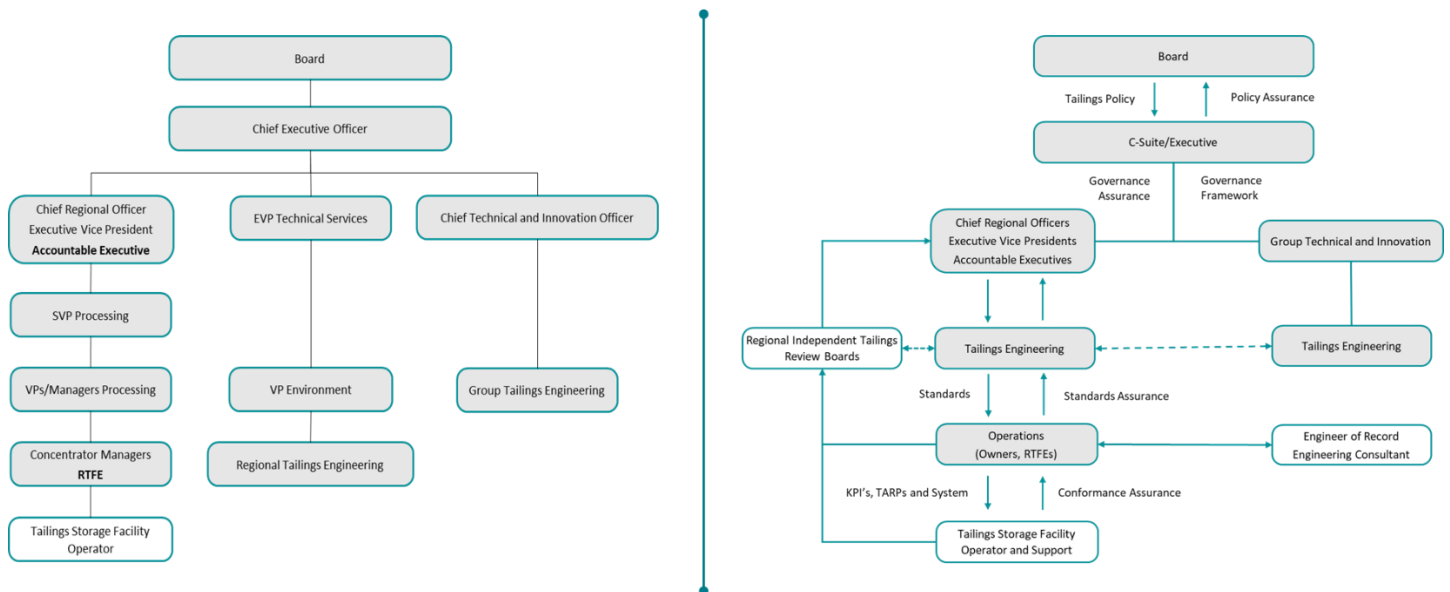 Board
Chief Executive Officer
Chief Regional Officer
Executive Vice President
Accountable Executive
EVP Technical Services
Chief Technical and Innovation Officer
SVP Processing
VPs/Managers Processing
VP Environment
Group Tailings Engineering
Concentrator Managers
RTFE
Regional Tailings Engineering
Tailings Storage Facility
Operator
Board
Tailings Policy
Policy Assurance
C-Suite/Executive
Governance
Assurance
Governance
Framework
Chief Regional Officers
Executive Vice Presidents
Accountable Executives
Group Technical and Innovation
Regional Independent Tailings
Review Boards
Tailings Engineering
Tailings Engineering
Standards
Standards Assurance
Operations
(Owners, RTFEs)
Engineer of Record
Engineering Consultant
KPI's, TARPs and System
Conformance Assurance
Tailings Storage Facility
Operator and Support